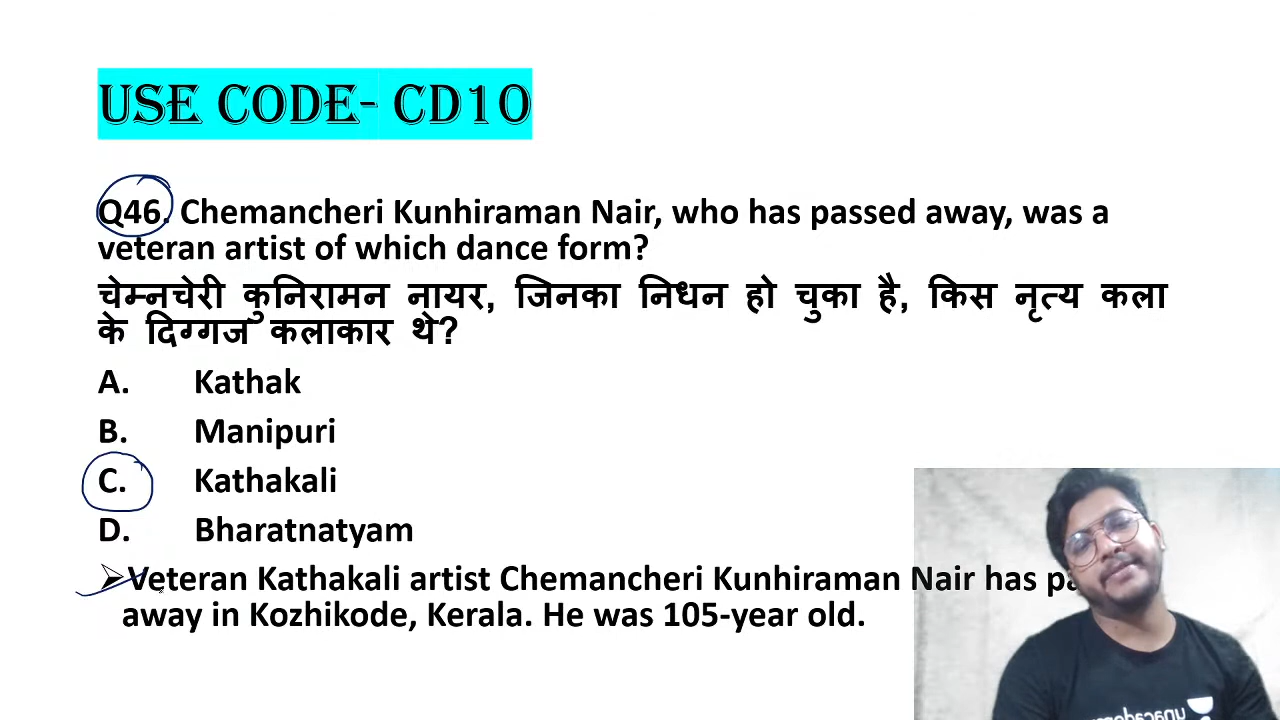 USE CODE- CD10
Q46. Chemancheri Kunhiraman Nair, who has passed away, was a
veteran artist of which dance form?
चेम्नचेरी कुनिरामन नायर, जिनका निधन हो चुका है, किस नृत्य कला
के दिग्गज कलाकार थे?
A. Kathak
B. Manipuri
C. Kathakali
D. Bharatnatyam
➢Veteran Kathakali artist Chemancheri Kunhiraman Nair has
away in Kozhikode, Kerala. He was 105-year old.